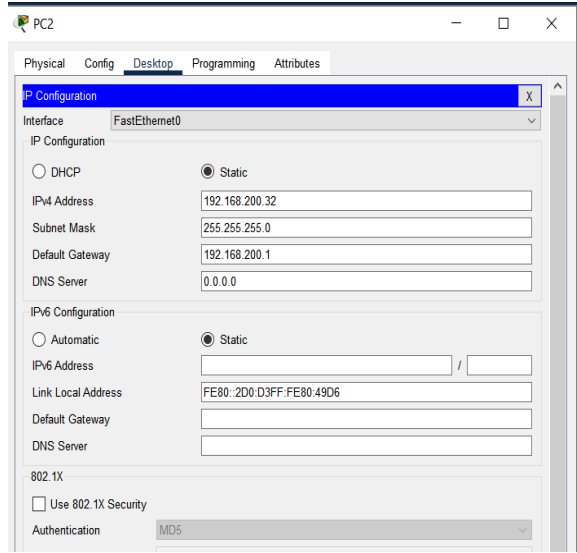 PC2
Physical Config Desktop Programming Attributes
IP Configuration X
Interface FastEthernet0
IP Configuration
DHCP Static
IPv4 Address 192.168.200.32
Subnet Mask 255.255.255.0
Default Gateway 192.168.200.1
DNS Server 0.0.0.0
IPv6 Configuration
Automatic Static
IPv6 Address /
Link Local Address FE80::2D0:D3FF:FE80:49D6
Default Gateway
DNS Server
802.1X
Use 802.1X Security
Authentication MD5